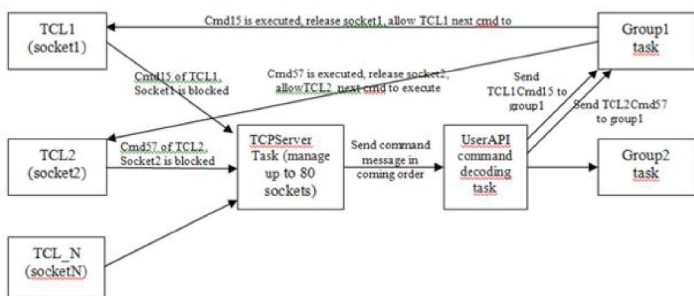 Cmd15 is executed, release socket1, allow TCL1 next cmd to
TCL1
(socket1)
Group1
task
Cmd15 of TCL1,
Socket1 is blocked
Cmd57 is executed, release socket2,
allowTCL2 next cmd to execute
Send
TCL1Cmd15 to
group1
Send TCL2Cmd57
to group1
TCL2
(socket2)
Cmd57 of TCL2,
Socket2 is blocked
TCPServer
Task (manage
up to 80
sockets)
Send command
message in
coming order
UserAPI
command
decoding
task
Group2
task
TCL_N
(socketN)